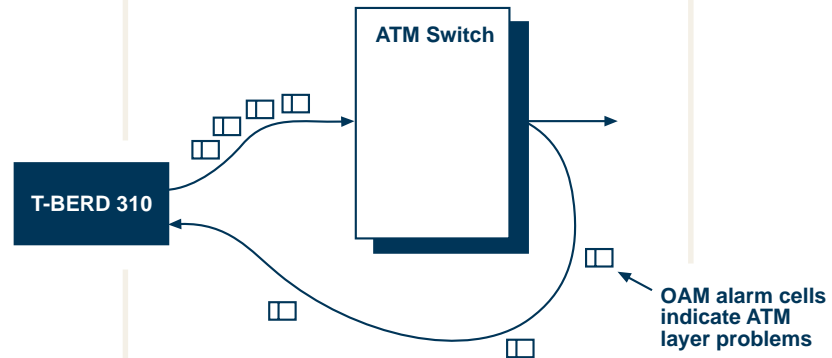 ATM Switch
T-BERD 310
OAM alarm cells
indicate ATM
layer problems